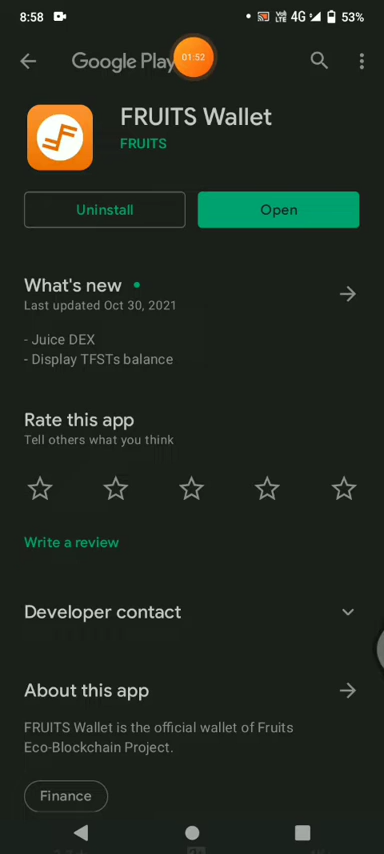 8:58
Vo LTE 4G 53%
Google Play
01:52
FRUITS Wallet
FRUITS
Uninstall
Open
What's new
Last updated Oct 30, 2021
- Juice DEX
- Display TFSTs balance
Rate this app
Tell others what you think
Write a review
Developer contact
About this app
FRUITS Wallet is the official wallet of Fruits
Eco-Blockchain Project.
Finance